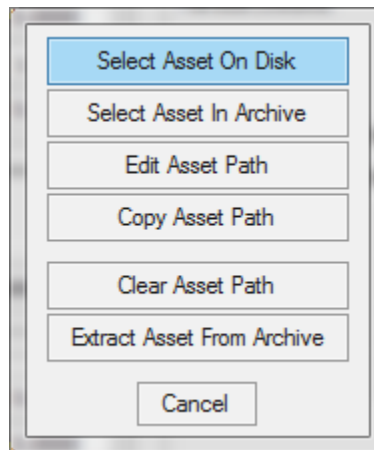 Select Asset On Disk
Select Asset In Archive
Edit Asset Path
Copy Asset Path
Clear Asset Path
Extract Asset From Archive
Cancel